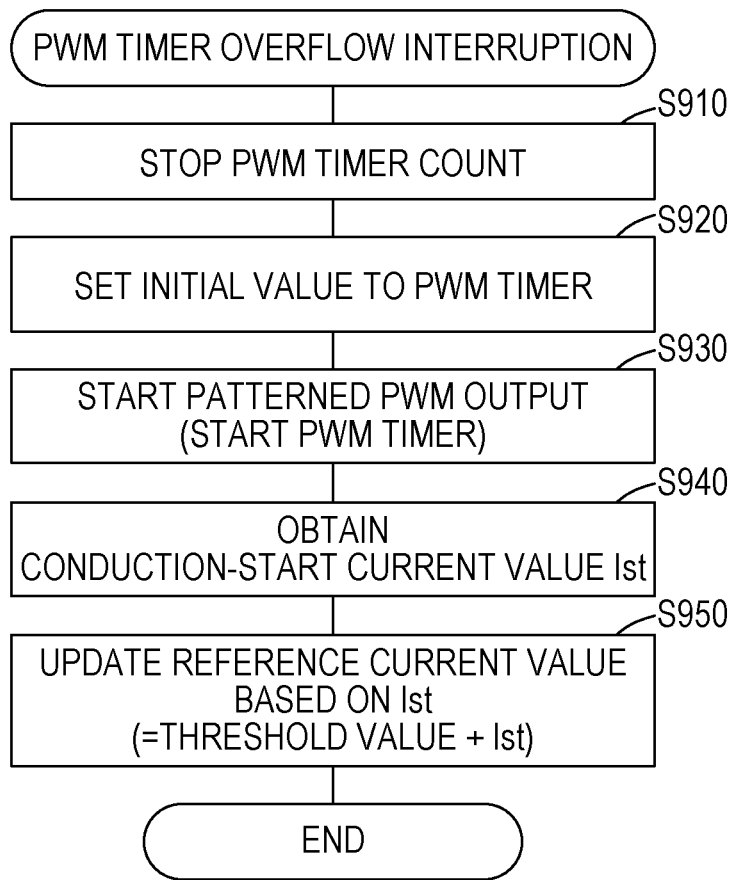 PWM TIMER OVERFLOW INTERRUPTION
S910
STOP PWM TIMER COUNT
S920
SET INITIAL VALUE TO PWM TIMER
S930
START PATTERNED PWM OUTPUT
(START PWM TIMER)
S940
OBTAIN
CONDUCTION-START CURRENT VALUE Ist
S950
UPDATE REFERENCE CURRENT VALUE
BASED ON Ist
(=THRESHOLD VALUE + Ist)
END